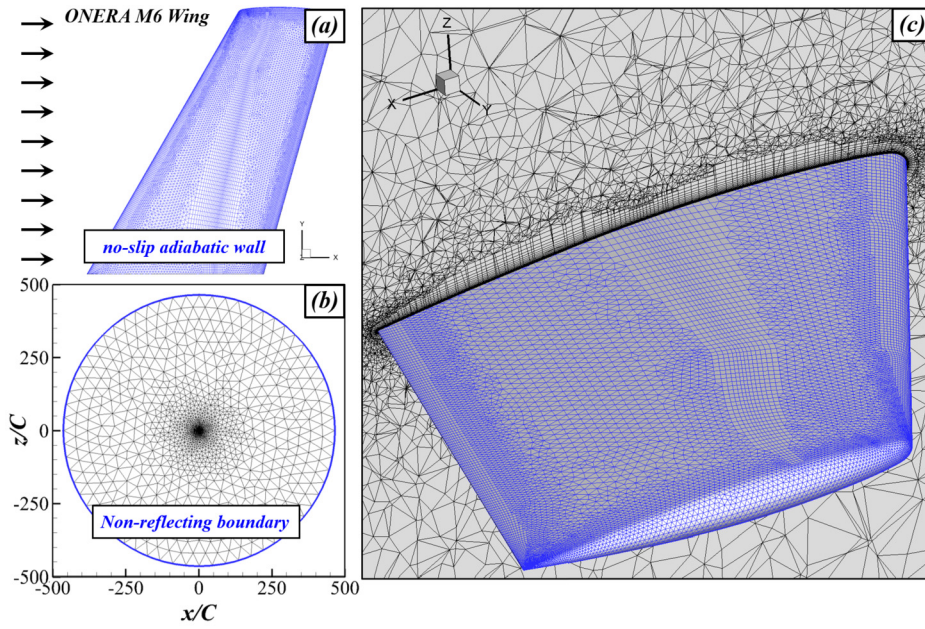 ONERA M6 Wing
(a)
no-slip adiabatic wall
Y
Z
X
(b)
500
250
0
-250
-500
z/C
Non-reflecting boundary
-500 -250 0 250 500
x/C
(c)
Z
X
Y